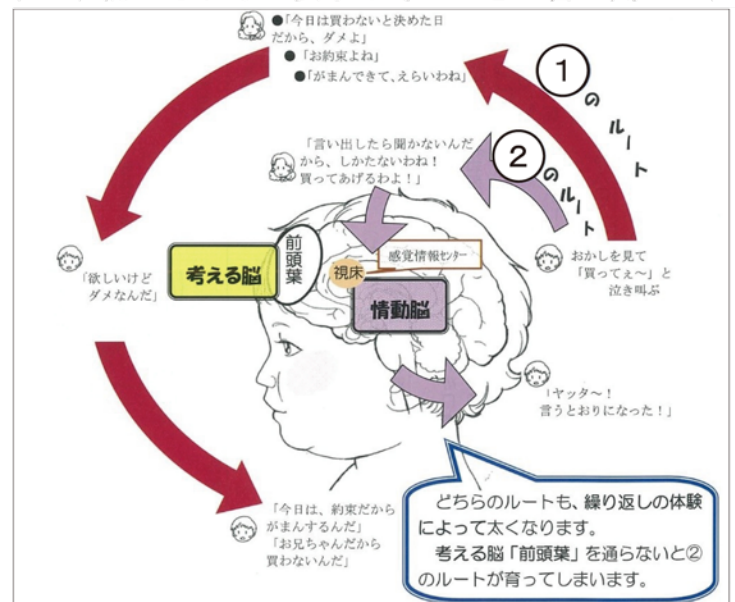 ●「今日は買わないと決めた日
だから、ダメよ」
●「お約束よね」
●「がまんできて、えらいわね」
①のルート
「言い出したら聞かないんだ
から、しかたないわね！
買ってあげるわよ！」
②のルート
おかしを見て
「買ってぇ～」と
泣き叫ぶ
「欲しいけど
ダメなんだ」
考える脳
前頭葉
感覚情報センター
視床
情動脳
「ヤッタ～！
言うとおりになった！」
「今日は、約束だから
がまんするんだ」
「お兄ちゃんだから
買わないんだ」
どちらのルートも、繰り返しの体験
によって太くなります。
考える脳「前頭葉」を通らないと②
のルートが育ってしまいます。